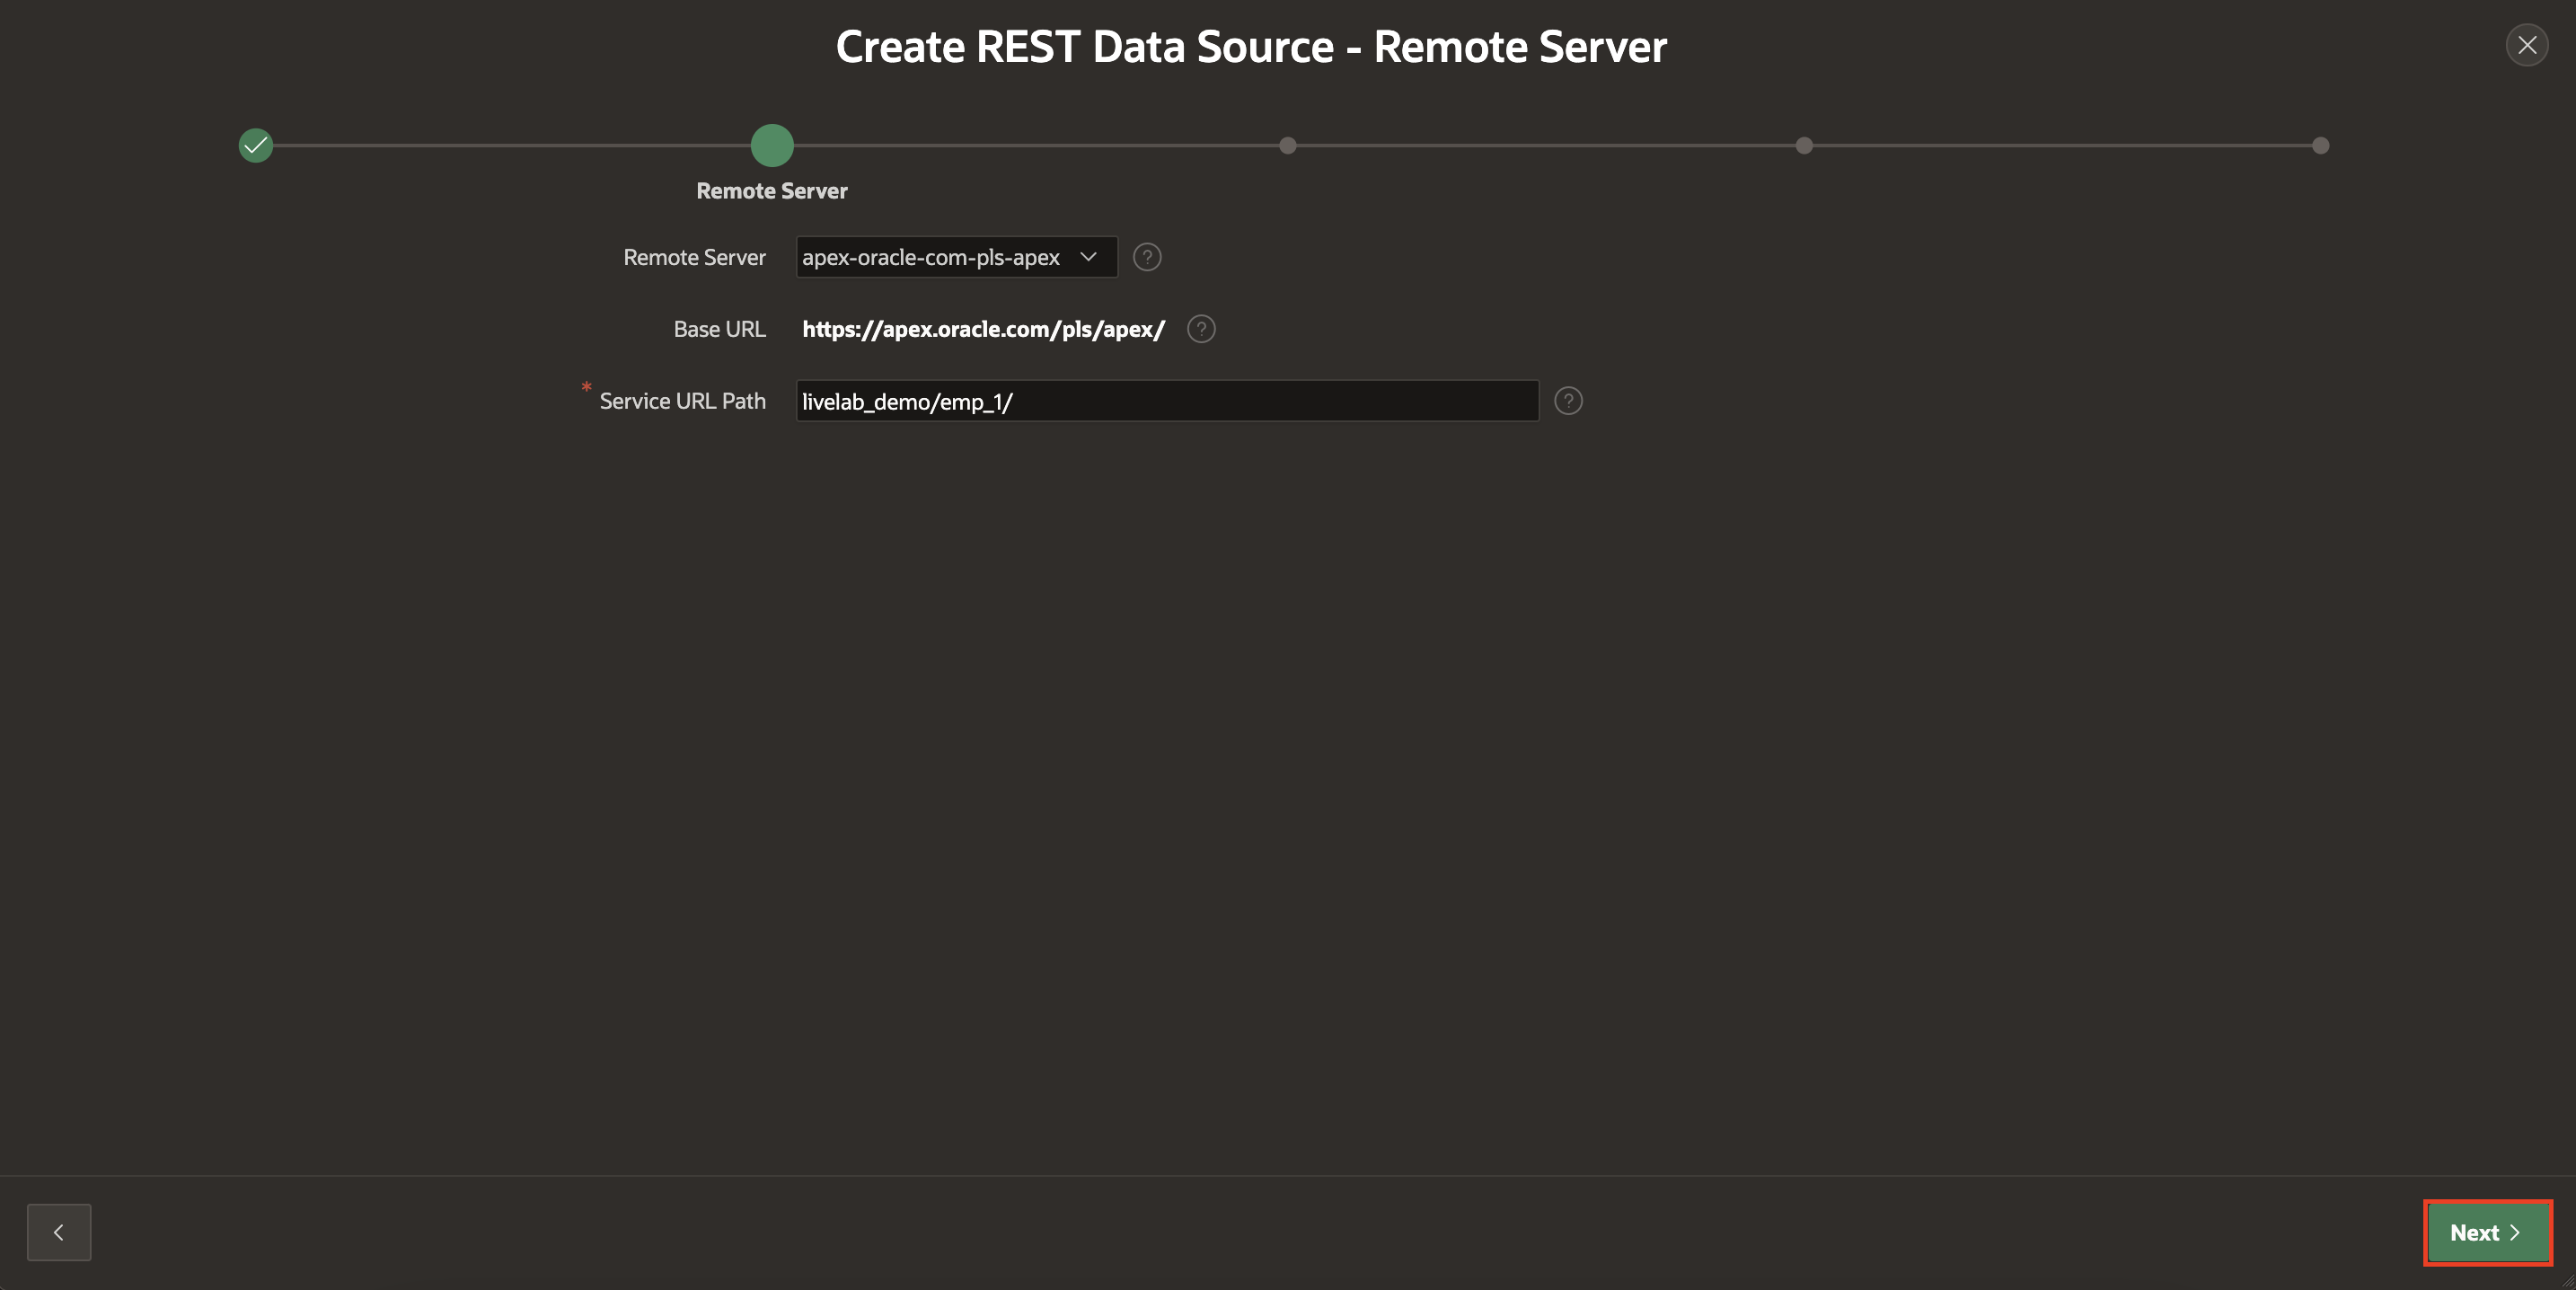 Create REST Data Source - Remote Server
Remote Server
Remote Server apex-oracle-com-pls-apex ?
Base URL https://apex.oracle.com/pls/apex/ ?
* Service URL Path livelab_demo/emp_1/ ?
Next